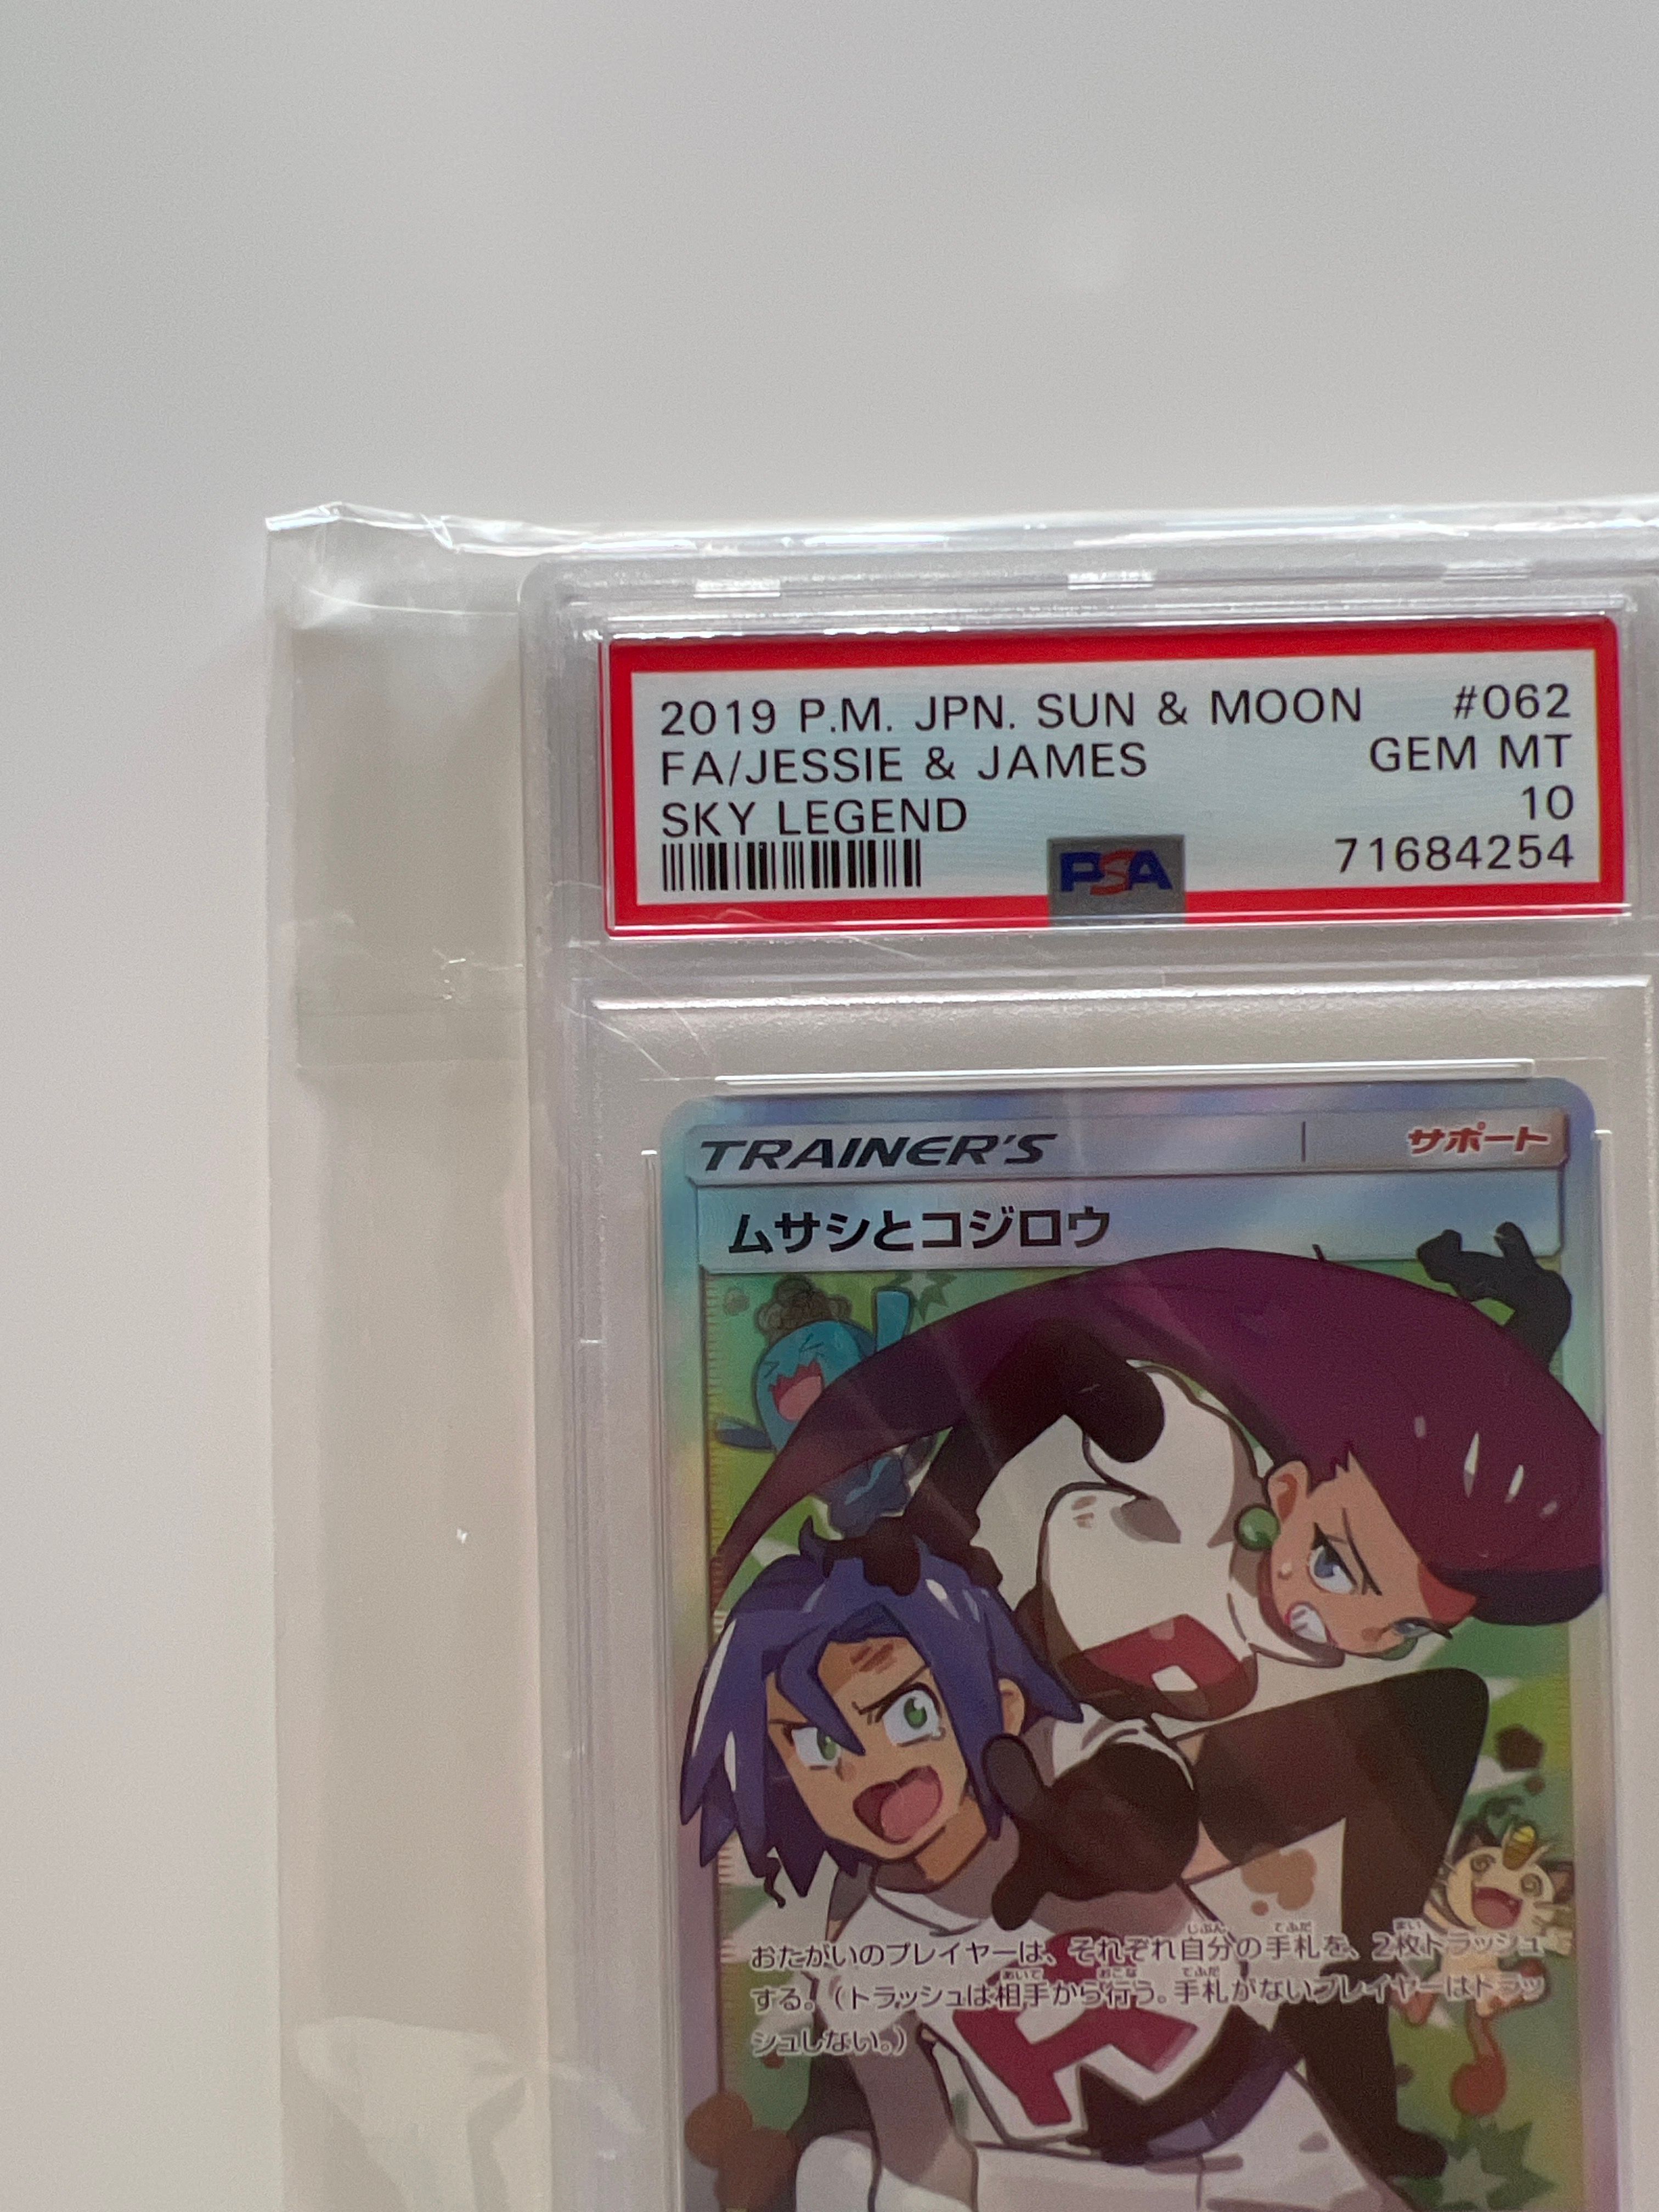 2019 P.M. JPN. SUN & MOON #062
FA/JESSIE & JAMES GEM MT
SKY LEGEND 10
PSA 71684254
TRAINER'S サポート
ムサシとコジロウ
おたがいのプレイヤーは、それぞれ自分の手札を、2枚トラッシュ
する。（トラッシュは相手から行う。手札がないプレイヤーはトラッ
シュしない。）